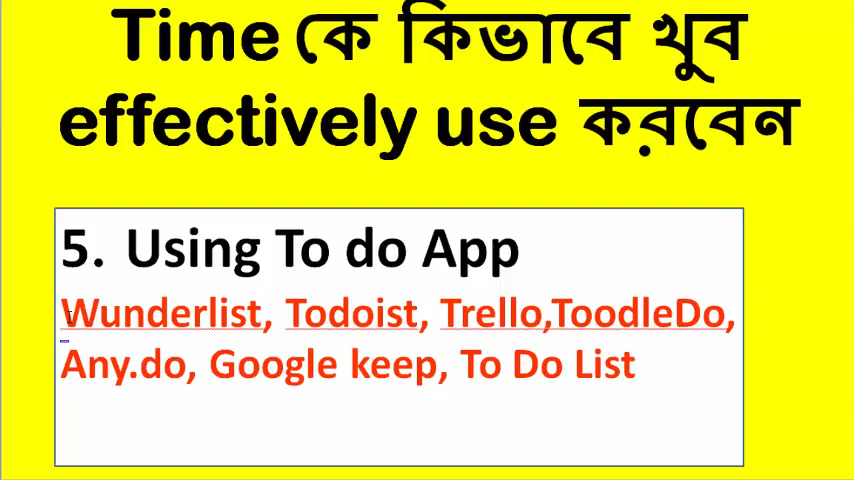 Time কে কিভাবে খুব
effectively use করবেন
5. Using To do App
Wunderlist, Todoist, Trello,ToodleDo,
Any.do, Google keep, To Do List